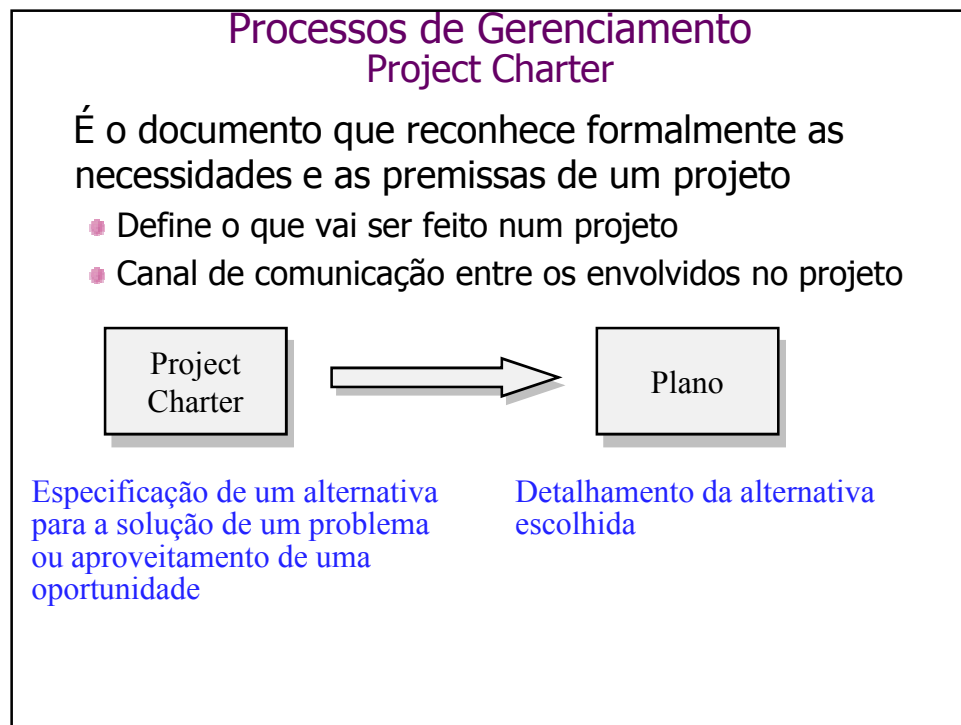 Processos de Gerenciamento
Project Charter
É o documento que reconhece formalmente as
necessidades e as premissas de um projeto
Define o que vai ser feito num projeto
Canal de comunicação entre os envolvidos no projeto
Project
Charter
Plano
Especificação de um alternativa
para a solução de um problema
ou aproveitamento de uma
oportunidade
Detalhamento da alternativa
escolhida